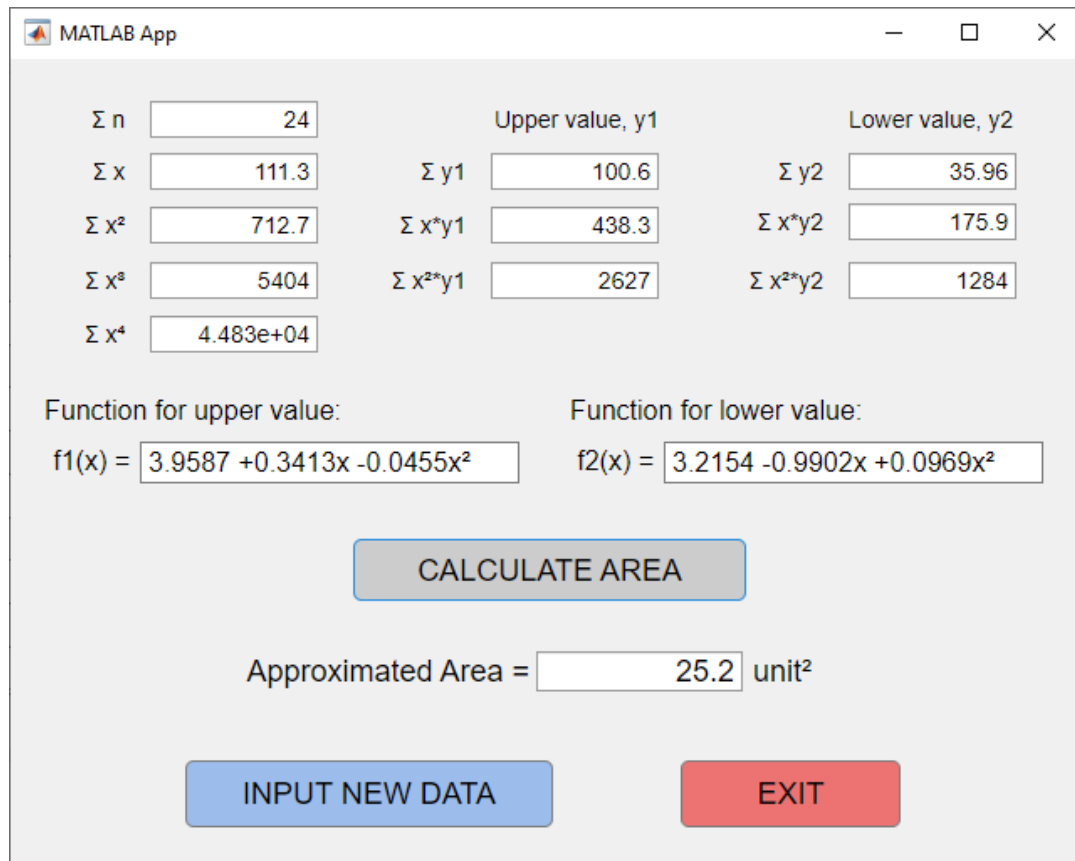 MATLAB App
Σ n 24 Upper value, y1 Lower value, y2
Σ x 111.3 Σ y1 100.6 Σ y2 35.96
Σ x² 712.7 Σ x*y1 438.3 Σ x*y2 175.9
Σ x³ 5404 Σ x²*y1 2627 Σ x²*y2 1284
Σ x⁴ 4.483e+04
Function for upper value: Function for lower value:
f1(x) = 3.9587 +0.3413x -0.0455x² f2(x) = 3.2154 -0.9902x +0.0969x²
CALCULATE AREA
Approximated Area = 25.2 unit²
INPUT NEW DATA EXIT